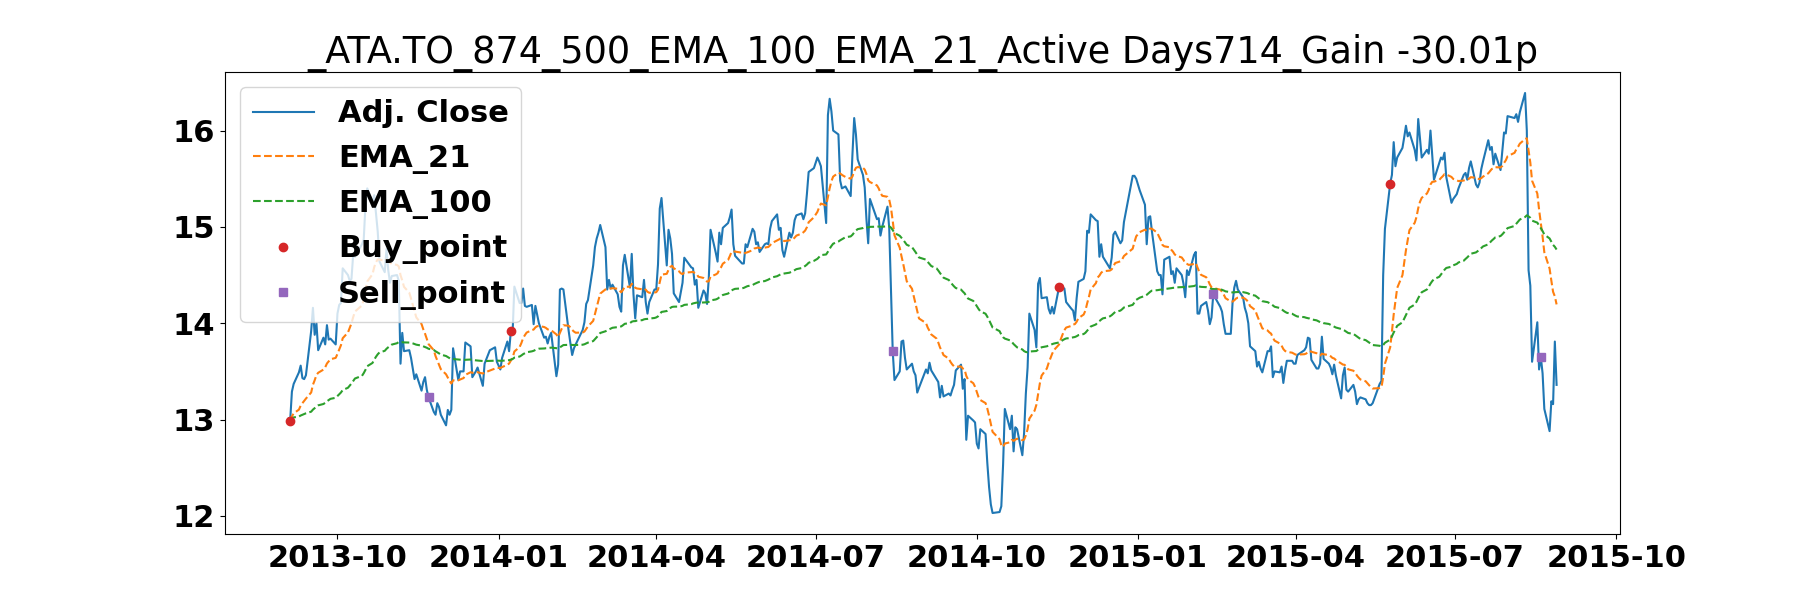 _ATA.TO_874_500_EMA_100_EMA_21_Active Days714_Gain -30.01p
Adj. Close
EMA_21
EMA_100
Buy_point
Sell_point
16
15
14
13
12
2013-10 2014-01 2014-04 2014-07 2014-10 2015-01 2015-04 2015-07 2015-10